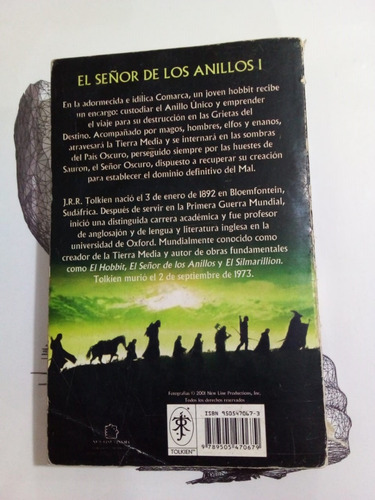 EL SEÑOR DE LOS ANILLOS I
En la adormecida e idílica Comarca, un joven hobbit recibe
un encargo: custodiar el Anillo Único y emprender
el viaje para su destrucción en las Grietas del
Destino. Acompañado por magos, hombres, elfos y enanos,
atravesará la Tierra Media y se internará en las sombras
del País Oscuro, perseguido siempre por las huestes de
Sauron, el Señor Oscuro, dispuesto a recuperar su creación
para establecer el dominio definitivo del Mal.
J.R.R. Tolkien nació el 3 de enero de 1892 en Bloemfontein,
Sudáfrica. Después de servir en la Primera Guerra Mundial,
inició una distinguida carrera académica y fue profesor
de anglosajón y de lengua y literatura inglesa en la
universidad de Oxford. Mundialmente conocido como
creador de la Tierra Media y autor de obras fundamentales
como El Hobbit, El Señor de los Anillos y El Silmarillion.
Tolkien murió el 2 de septiembre de 1973.
Fotografías © 2001 New Line Productions, Inc.
Todos los derechos reservados
TOLKIEN™
ISBN 950547067-3
9 789505 470679